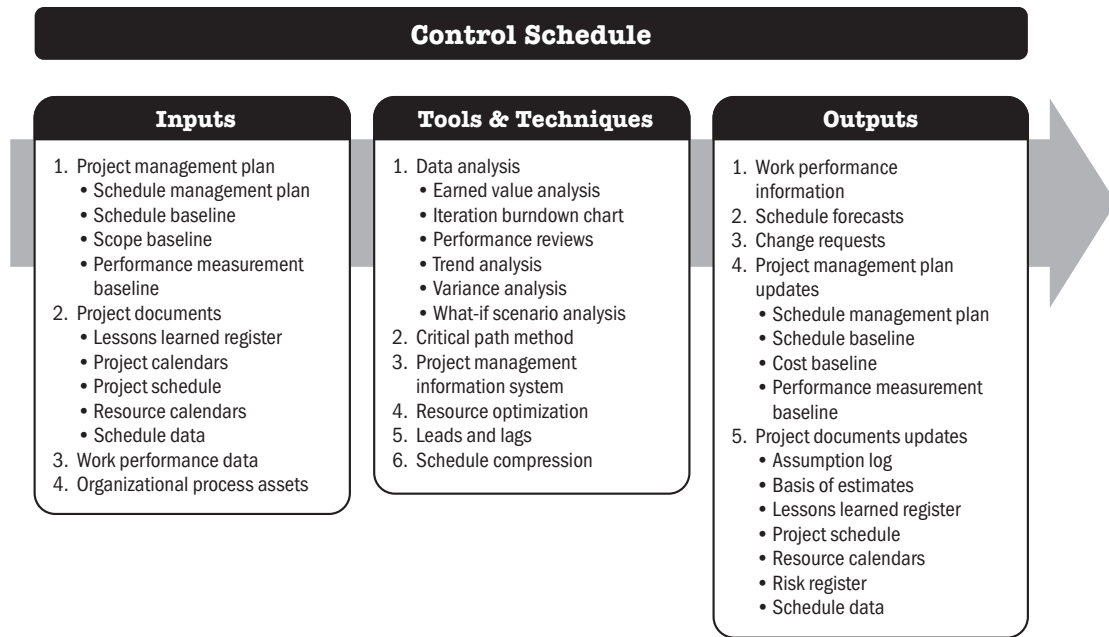 Control Schedule
Inputs
1. Project management plan
• Schedule management plan
• Schedule baseline
• Scope baseline
• Performance measurement
baseline
2. Project documents
• Lessons learned register
• Project calendars
• Project schedule
• Resource calendars
• Schedule data
3. Work performance data
4. Organizational process assets
Tools & Techniques
1. Data analysis
• Earned value analysis
• Iteration burndown chart
• Performance reviews
• Trend analysis
• Variance analysis
• What-if scenario analysis
2. Critical path method
3. Project management
information system
4. Resource optimization
5. Leads and lags
6. Schedule compression
Outputs
1. Work performance
information
2. Schedule forecasts
3. Change requests
4. Project management plan
updates
• Schedule management plan
• Schedule baseline
• Cost baseline
• Performance measurement
baseline
5. Project documents updates
• Assumption log
• Basis of estimates
• Lessons learned register
• Project schedule
• Resource calendars
• Risk register
• Schedule data